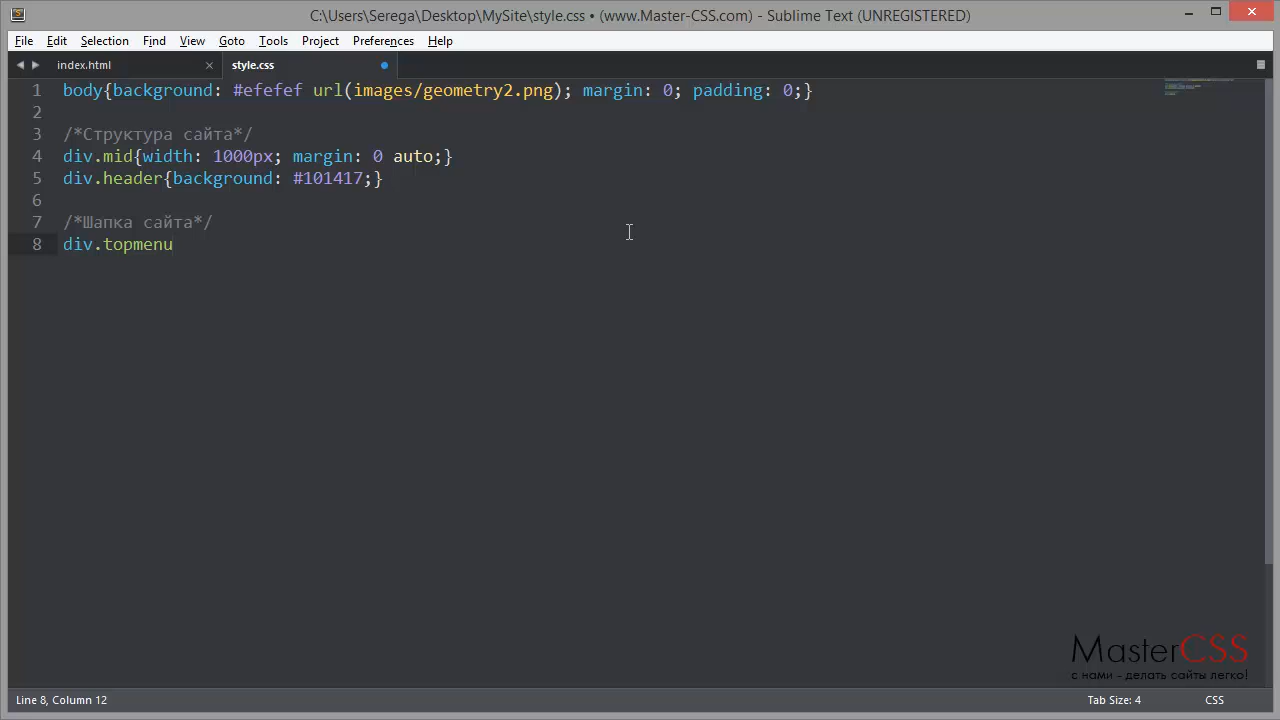 C:\Users\Serega\Desktop\MySite\style.css • (www.Master-CSS.com) - Sublime Text (UNREGISTERED)
File Edit Selection Find View Goto Tools Project Preferences Help
index.html style.css
1 body{background: #efefef url(images/geometry2.png); margin: 0; padding: 0;}
2
3 /*Структура сайта*/
4 div.mid{width: 1000px; margin: 0 auto;}
5 div.header{background: #101417;}
6
7 /*Шапка сайта*/
8 div.topmenu
MasterCSS
с нами - делать сайты легко!
Line 8, Column 12 Tab Size: 4 CSS